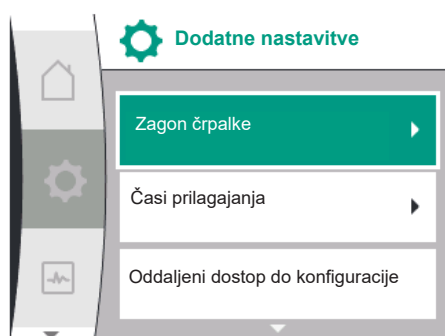 Dodatne nastavitve
Zagon črpalke
Časi prilagajanja
Oddaljeni dostop do konfiguracije